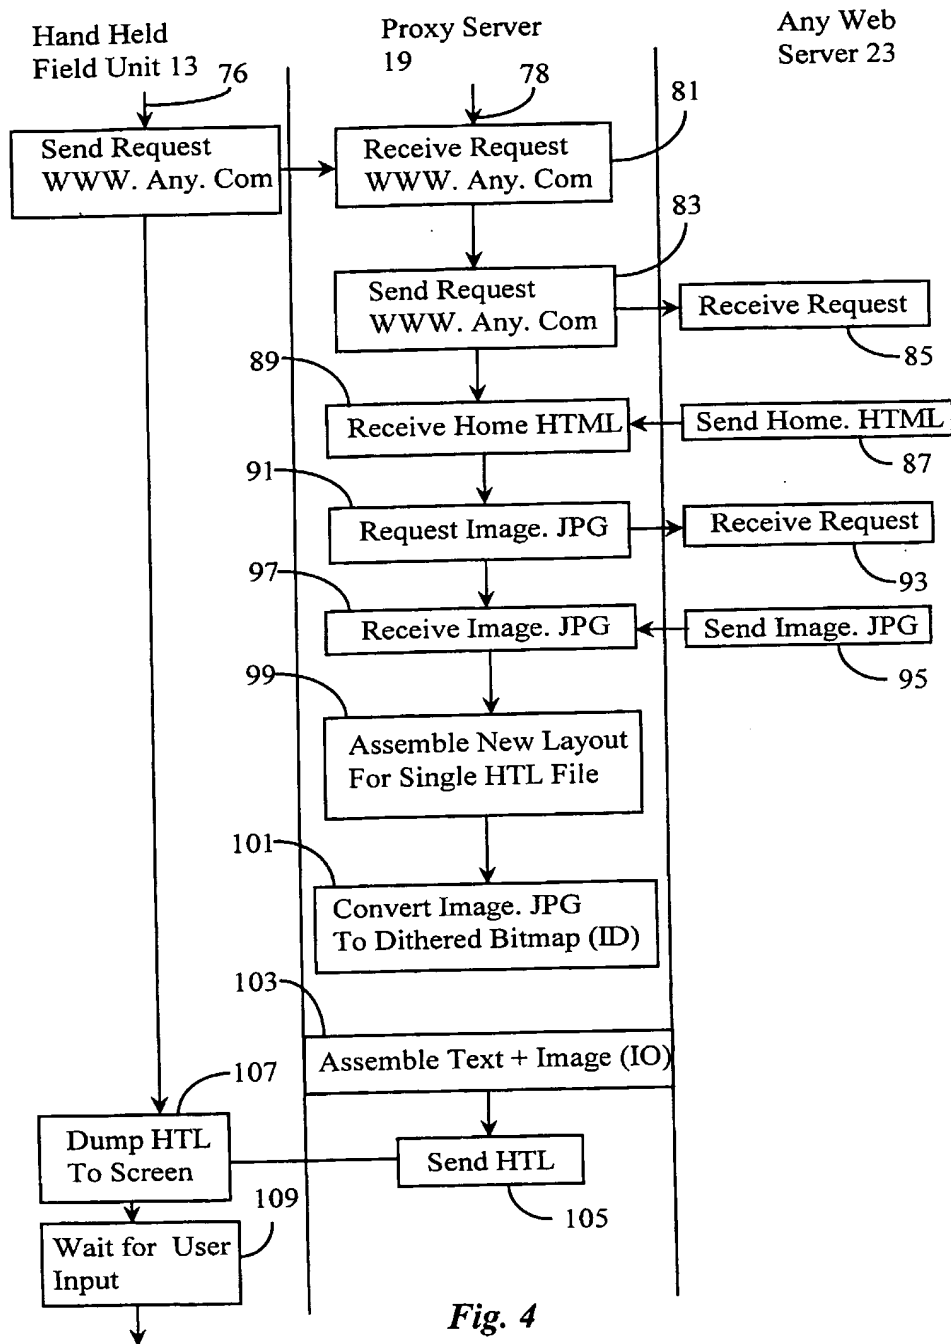 Hand Held
Field Unit 13
76
Proxy Server
19
78
Any Web
Server 23
81
Send Request
WWW. Any. Com
Receive Request
WWW. Any. Com
83
Send Request
WWW. Any. Com
Receive Request
85
89
Receive Home HTML
Send Home. HTML
87
91
Request Image. JPG
Receive Request
93
97
Receive Image. JPG
Send Image. JPG
95
99
Assemble New Layout
For Single HTL File
101
Convert Image. JPG
To Dithered Bitmap (ID)
103
Assemble Text + Image (IO)
107
Dump HTL
To Screen
Send HTL
105
109
Wait for User
Input
Fig. 4